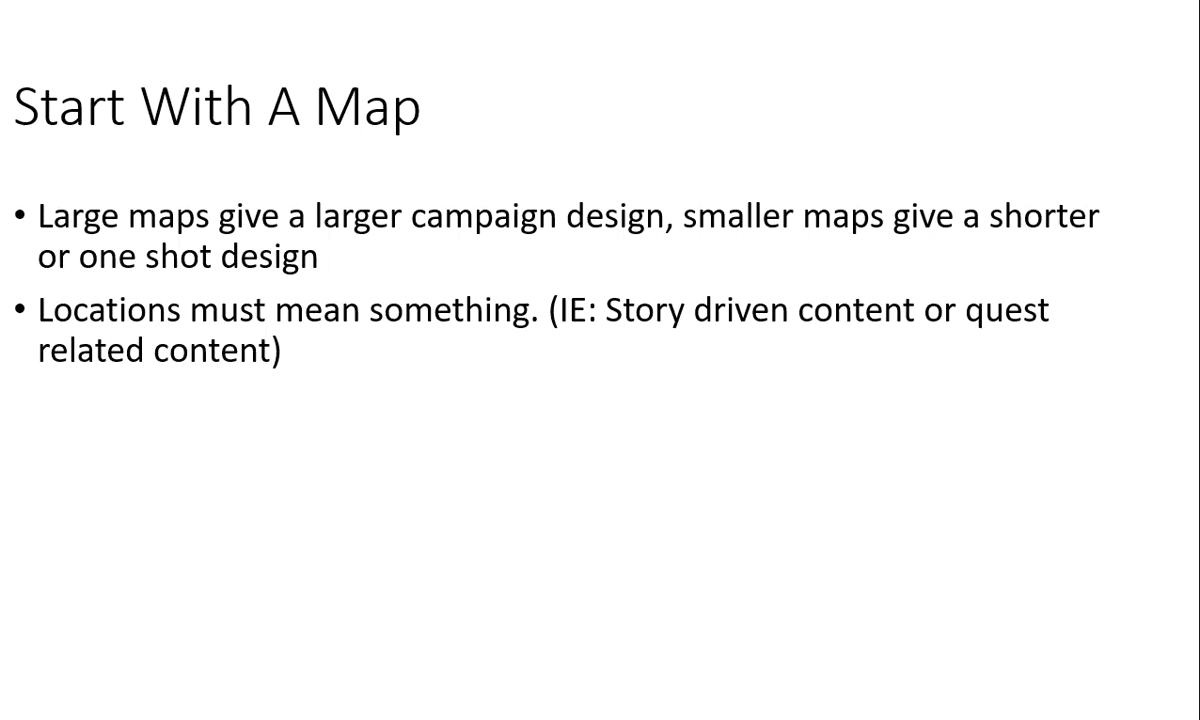 Start With A Map
• Large maps give a larger campaign design, smaller maps give a shorter
or one shot design
• Locations must mean something. (IE: Story driven content or quest
related content)